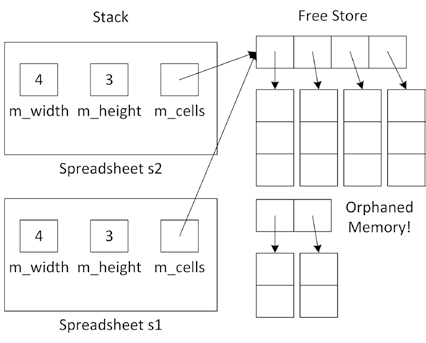 Stack
Free Store
4 3
m_width m_height m_cells
Spreadsheet s2
Orphaned
Memory!
4 3
m_width m_height m_cells
Spreadsheet s1